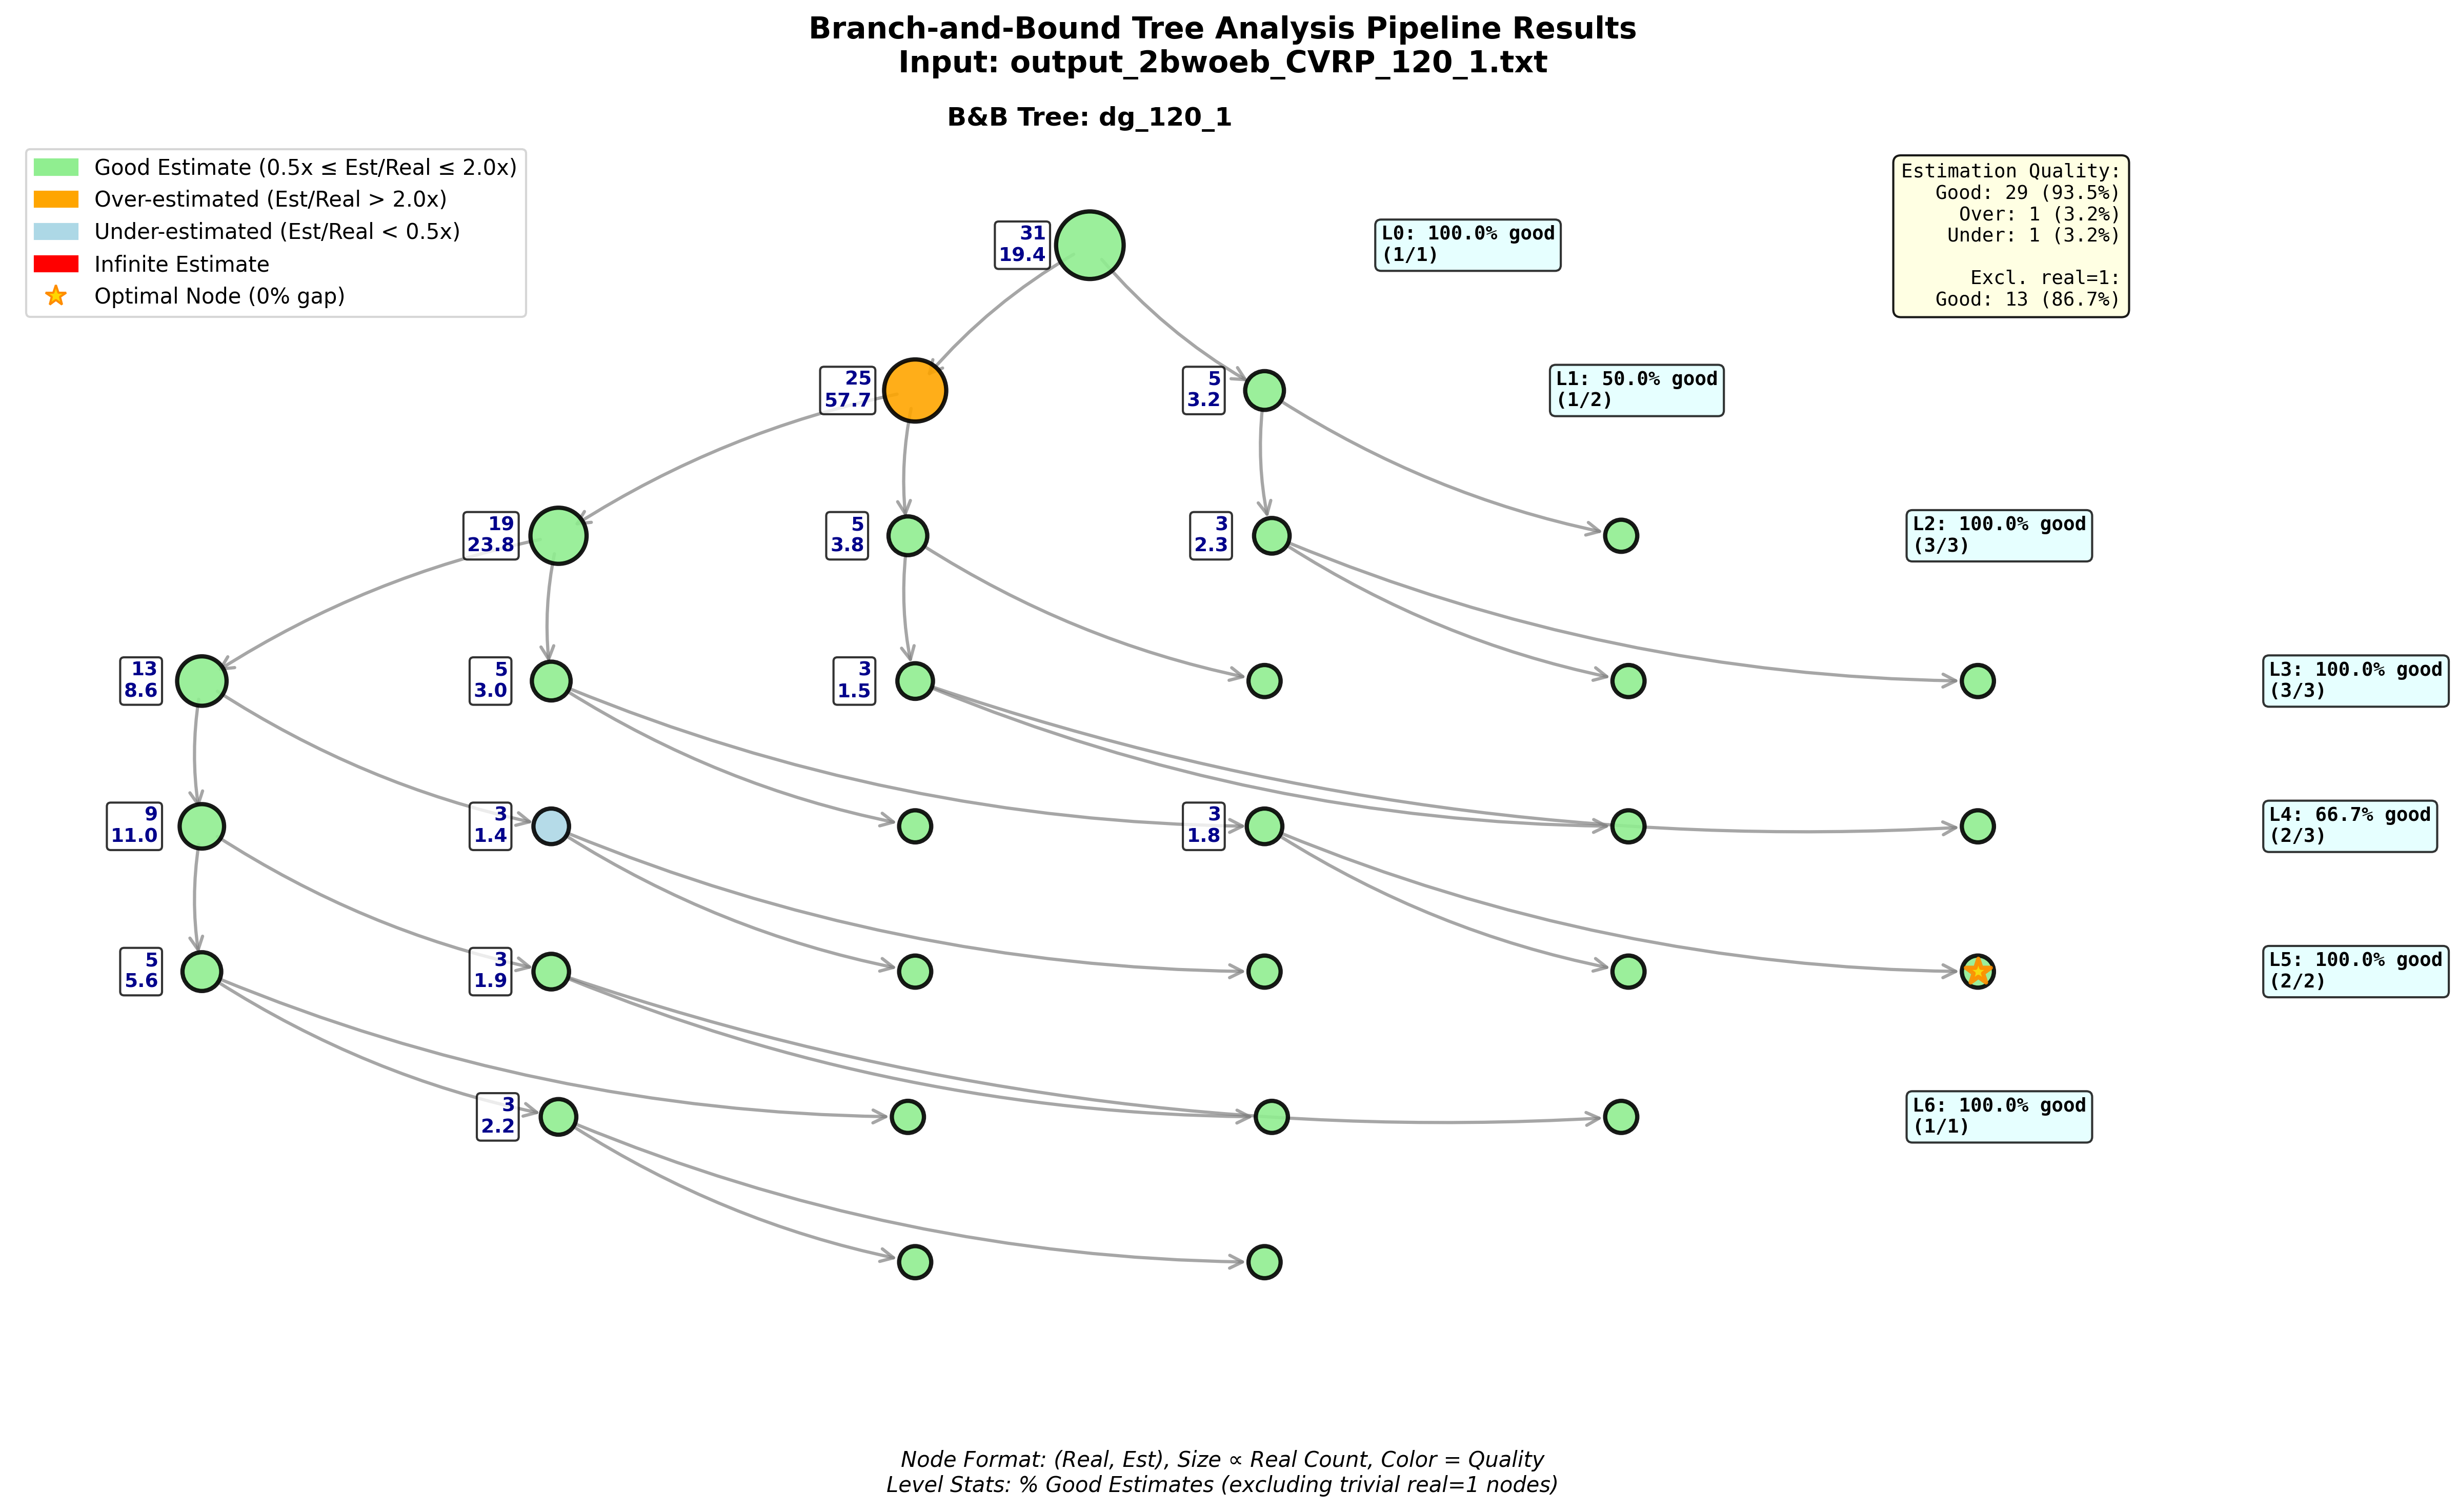 Branch-and-Bound Tree Analysis Pipeline Results
Input: output_2bwoeb_CVRP_120_1.txt
B&B Tree: dg_120_1
Good Estimate (0.5x ≤ Est/Real ≤ 2.0x)
Over-estimated (Est/Real > 2.0x)
Under-estimated (Est/Real < 0.5x)
Infinite Estimate
Optimal Node (0% gap)
Estimation Quality:
Good: 29 (93.5%)
Over: 1 (3.2%)
Under: 1 (3.2%)
Excl. real=1:
Good: 13 (86.7%)
31
19.4
L0: 100.0% good
(1/1)
25
57.7
5
3.2
L1: 50.0% good
(1/2)
19
23.8
5
3.8
3
2.3
L2: 100.0% good
(3/3)
13
8.6
5
3.0
3
1.5
L3: 100.0% good
(3/3)
9
11.0
3
1.4
3
1.8
L4: 66.7% good
(2/3)
5
5.6
3
1.9
L5: 100.0% good
(2/2)
3
2.2
L6: 100.0% good
(1/1)
Node Format: (Real, Est), Size ∝ Real Count, Color = Quality
Level Stats: % Good Estimates (excluding trivial real=1 nodes)